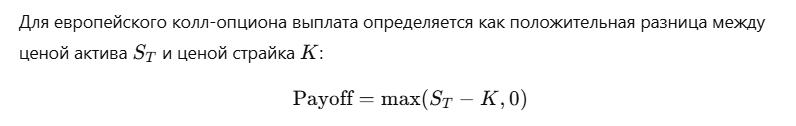 Для европейского колл-опциона выплата определяется как положительная разница между
ценой актива S_T и ценой страйка K:
Payoff = max(S_T − K, 0)